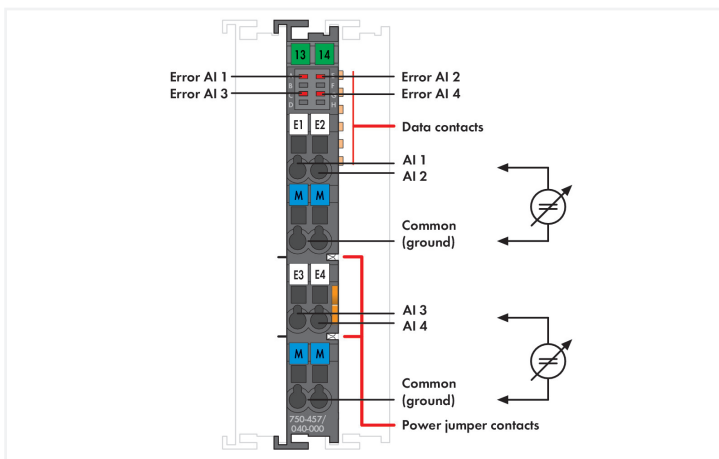 13 14
Error AI 1
A E
Error AI 2
B F
Error AI 3
C G
Error AI 4
D H
E1 E2
Data contacts
AI 1
AI 2
M M
Common
(ground)
E3 E4
AI 3
AI 4
M M
Common
(ground)
750-457/
040-000
Power jumper contacts